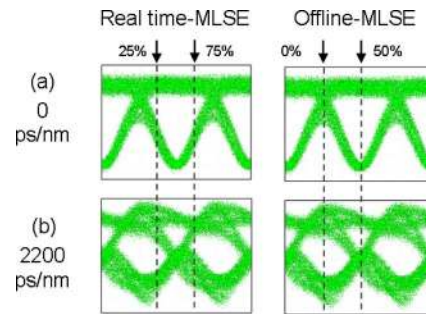 Real time-MLSE Offline-MLSE
25% 75% 0% 50%
(a)
0
ps/nm
(b)
2200
ps/nm